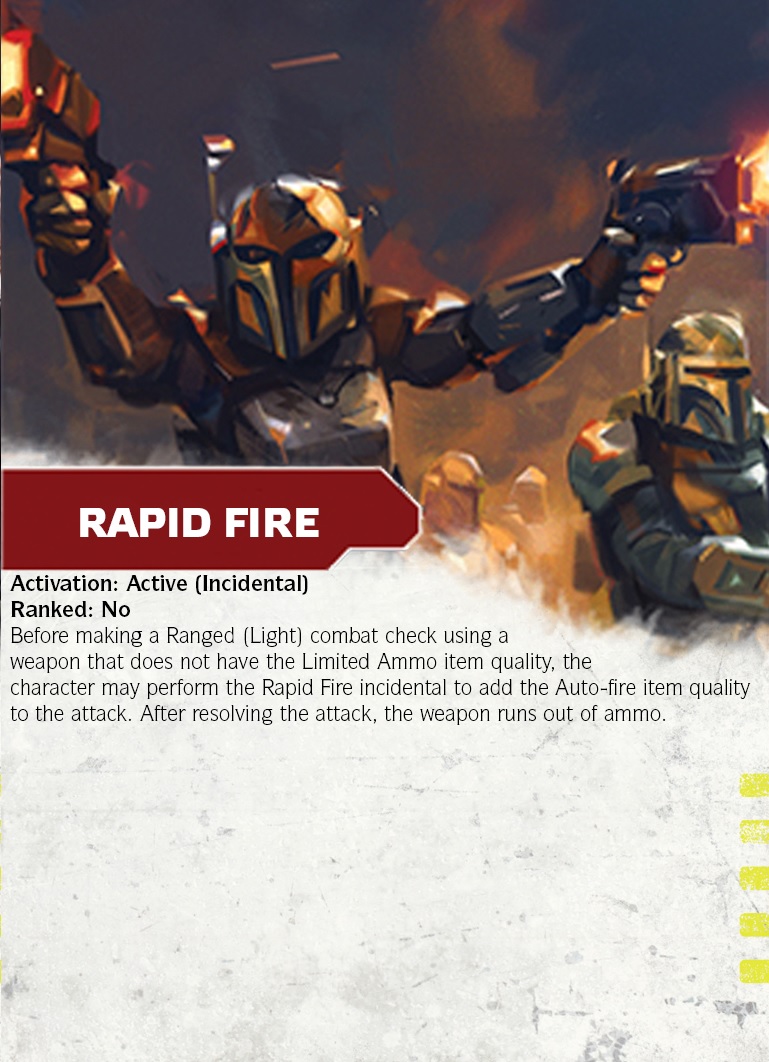 RAPID FIRE
Activation: Active (Incidental)
Ranked: No
Before making a Ranged (Light) combat check using a
weapon that does not have the Limited Ammo item quality, the
character may perform the Rapid Fire incidental to add the Auto-fire item quality
to the attack. After resolving the attack, the weapon runs out of ammo.